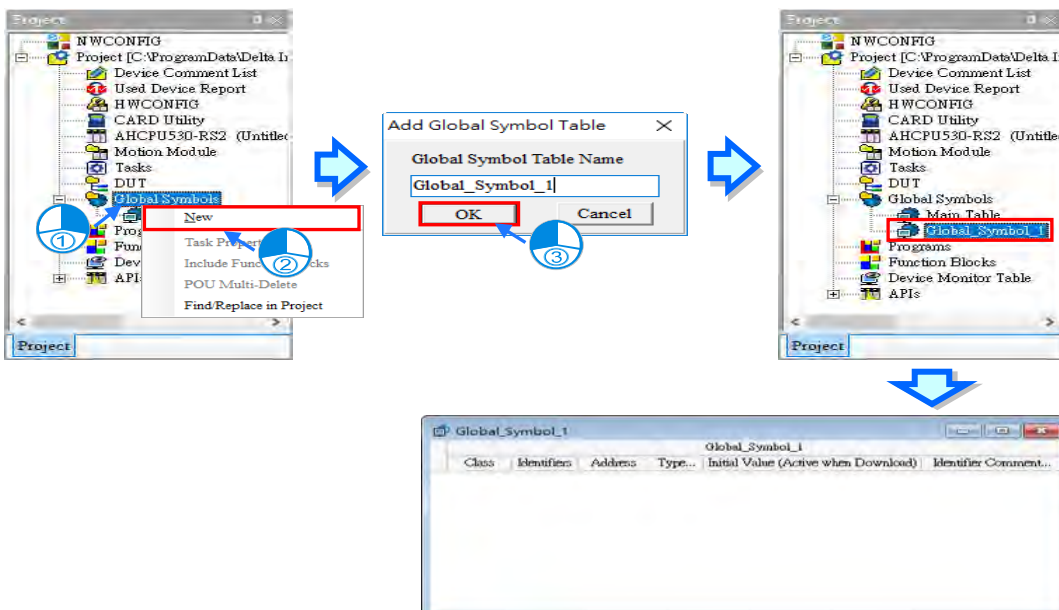 Project
NWCONFIG
Project [C:\ProgramData\Delta In
Device Comment List
Used Device Report
HWCONFIG
CARD Utility
AHCPU530-RS2 (Untitled
Motion Module
Tasks
DUT
Global Symbols
Prog
Func
Dev
APIs
New
Task Propert
Include Func cks
POU Multi-Delete
Find/Replace in Project
①
②
Project
Add Global Symbol Table
Global Symbol Table Name
Global_Symbol_1
OK
Cancel
③
Project
NWCONFIG
Project [C:\ProgramData\Delta I
Device Comment List
Used Device Report
HWCONFIG
CARD Utility
AHCPU530-RS2 (Untitle
Motion Module
Tasks
DUT
Global Symbols
Main Table
Global_Symbol_1
Programs
Function Blocks
Device Monitor Table
APIs
Project
Global_Symbol_1
Global_Symbol_1
Class Identifiers Address Type... Initial Value (Active when Download) Identifier Comment...